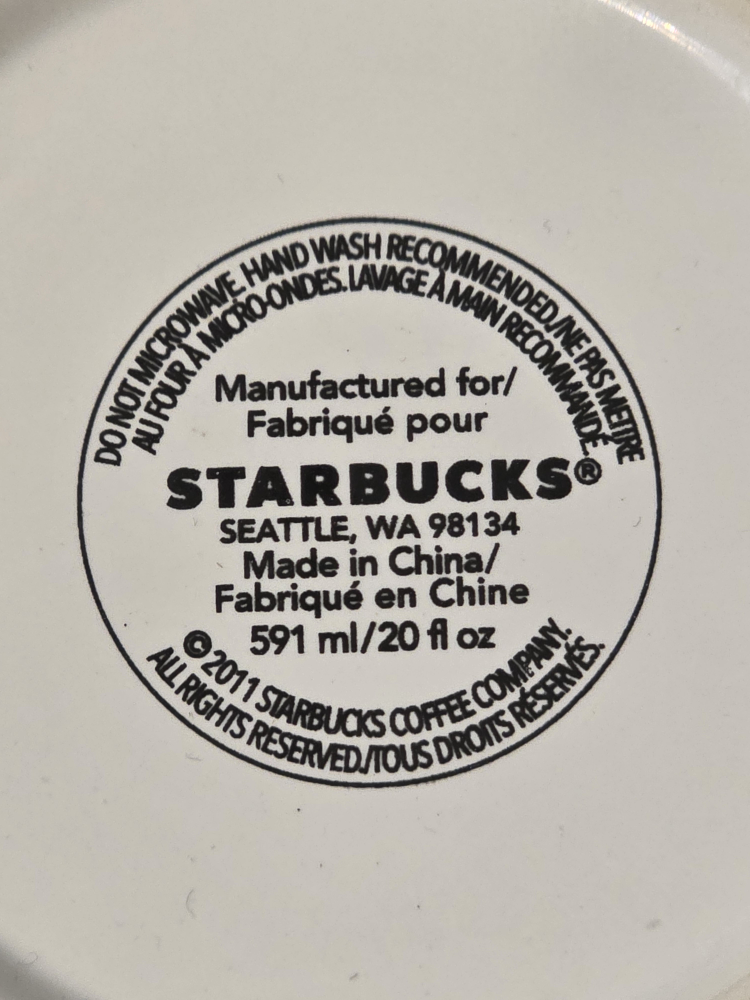 DO NOT MICROWAVE. HAND WASH RECOMMENDED./NE PAS METTRE
AU FOUR À MICRO-ONDES. LAVAGE À MAIN RECOMMANDÉ.
Manufactured for/
Fabriqué pour
STARBUCKS®
SEATTLE, WA 98134
Made in China/
Fabriqué en Chine
591 ml/20 fl oz
©2011 STARBUCKS COFFEE COMPANY.
ALL RIGHTS RESERVED./TOUS DROITS RÉSERVÉS.